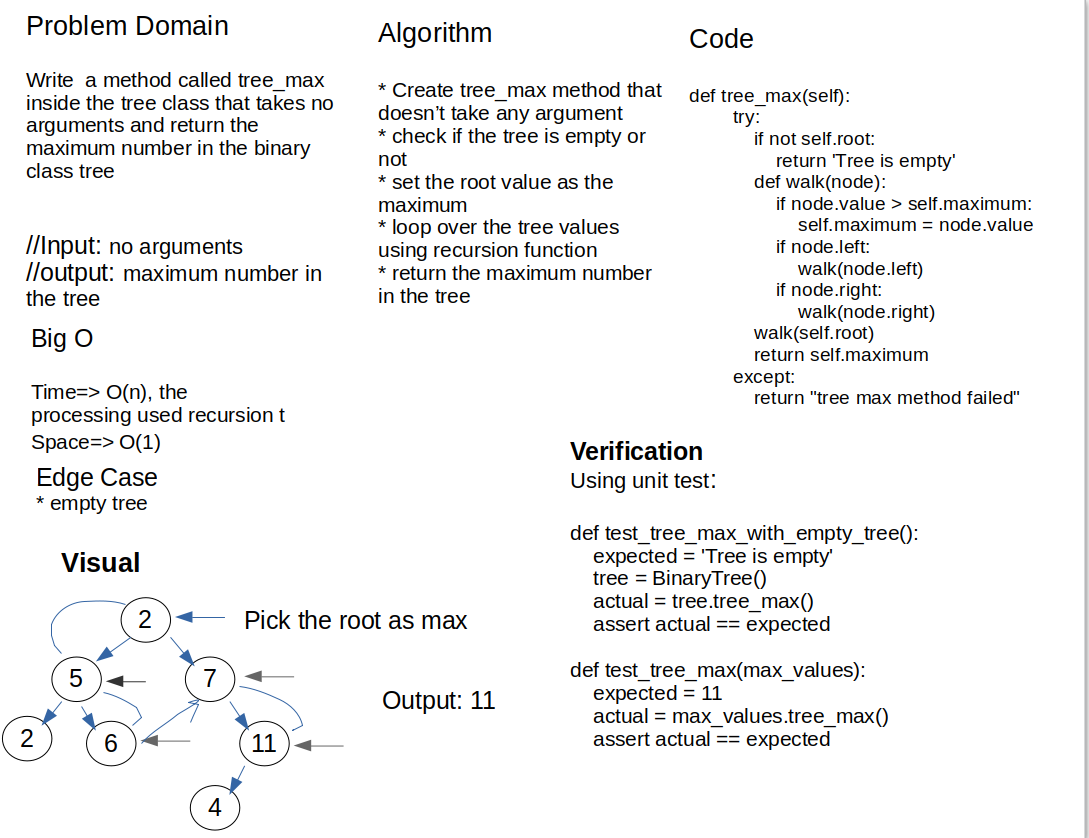 Problem Domain
Write  a method called tree_max
inside the tree class that takes no
arguments and return the
maximum number in the binary
class tree
//Input: no arguments
//output: maximum number in
the tree
Big O
Time=> O(n), the
processing used recursion t
Space=> O(1)
Edge Case
* empty tree
Algorithm
* Create tree_max method that
doesn’t take any argument
* check if the tree is empty or
not
* set the root value as the
maximum
* loop over the tree values
using recursion function
* return the maximum number
in the tree
Code
def tree_max(self):
try:
if not self.root:
return 'Tree is empty'
def walk(node):
if node.value > self.maximum:
self.maximum = node.value
if node.left:
walk(node.left)
if node.right:
walk(node.right)
walk(self.root)
return self.maximum
except:
return "tree max method failed"
Verification
Using unit test:
def test_tree_max_with_empty_tree():
expected = 'Tree is empty'
tree = BinaryTree()
actual = tree.tree_max()
assert actual == expected
def test_tree_max(max_values):
expected = 11
actual = max_values.tree_max()
assert actual == expected
Visual
2
Pick the root as max
5
7
Output: 11
2
6
11
4